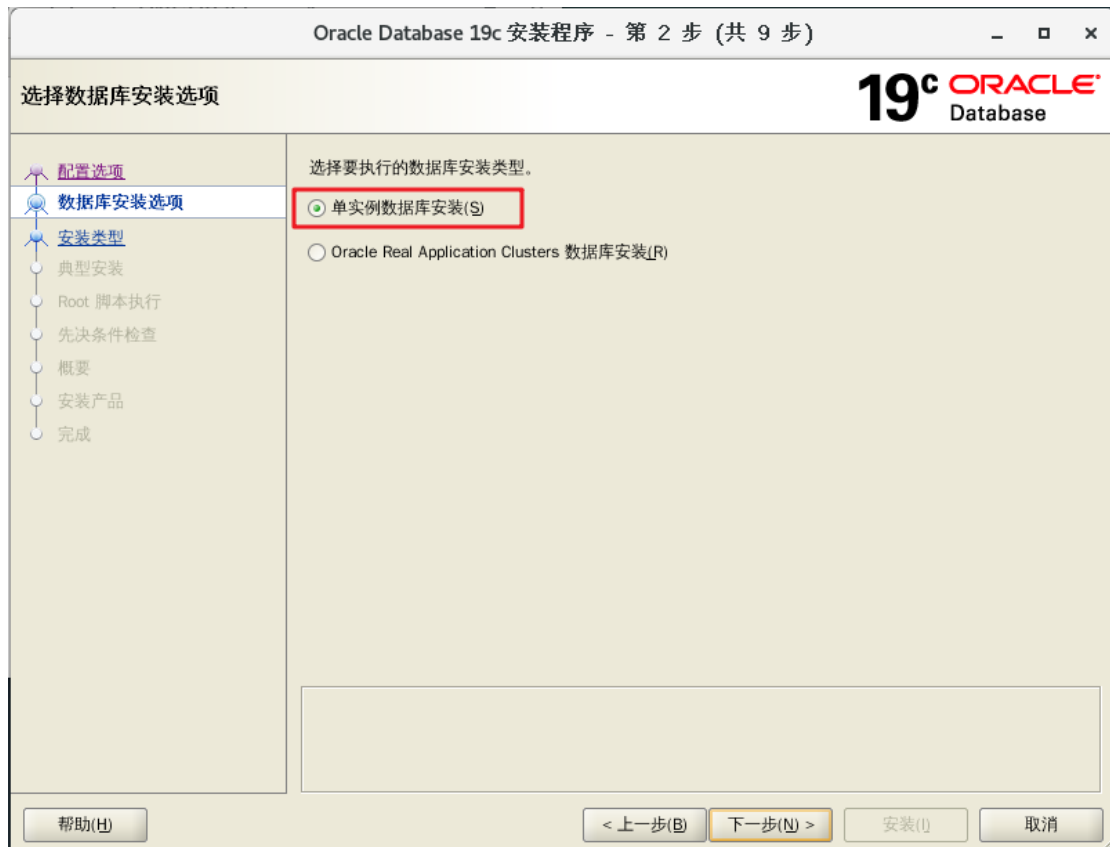 Oracle Database 19c 安装程序 - 第 2 步 (共 9 步)
选择数据库安装选项
19c ORACLE
Database
配置选项
数据库安装选项
安装类型
典型安装
Root 脚本执行
先决条件检查
概要
安装产品
完成
选择要执行的数据库安装类型。
单实例数据库安装(S)
Oracle Real Application Clusters 数据库安装(R)
帮助(H)
< 上一步(B)
下一步(N) >
安装(I)
取消